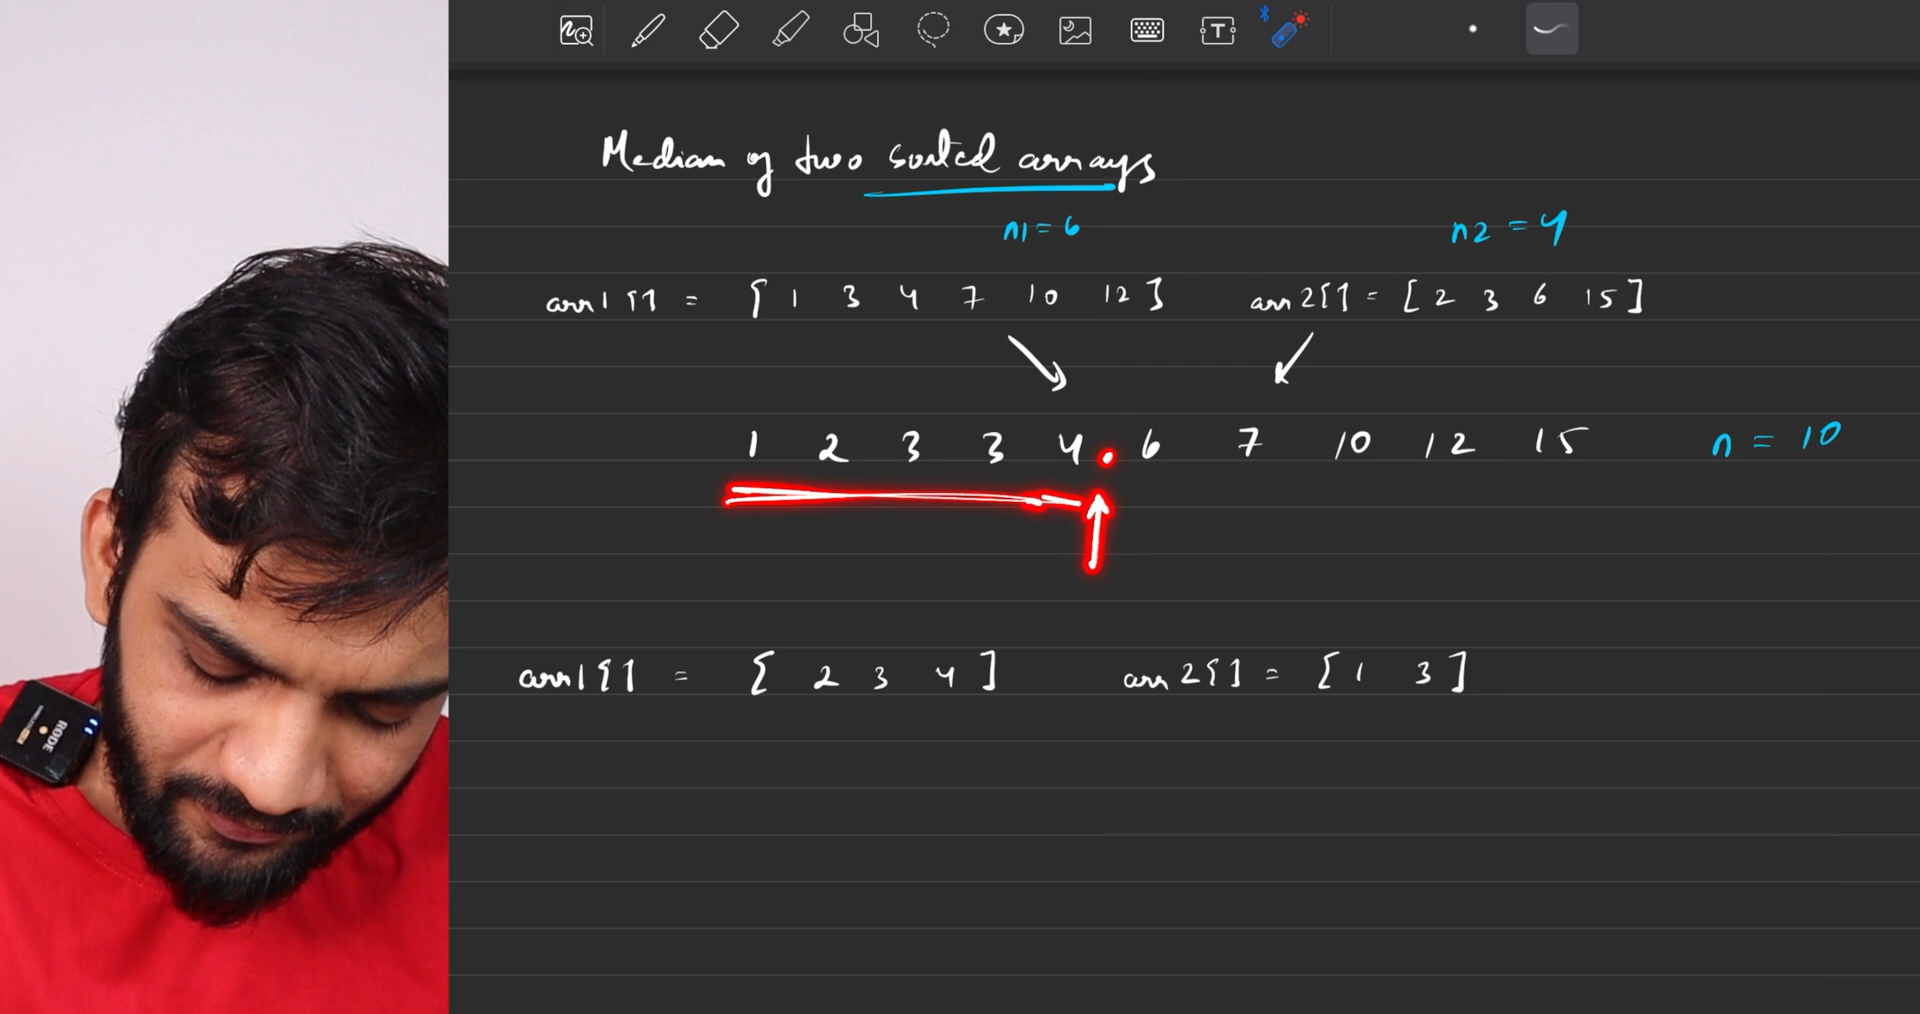 Median of two sorted arrays
n1 = 6 n2 = 4
arr1[] = [ 1 3 4 7 10 12 ] arr2[] = [ 2 3 6 15 ]
1 2 3 3 4 6 7 10 12 15 n = 10
arr1[] = [ 2 3 4 ] arr2[] = [ 1 3 ]
RODE